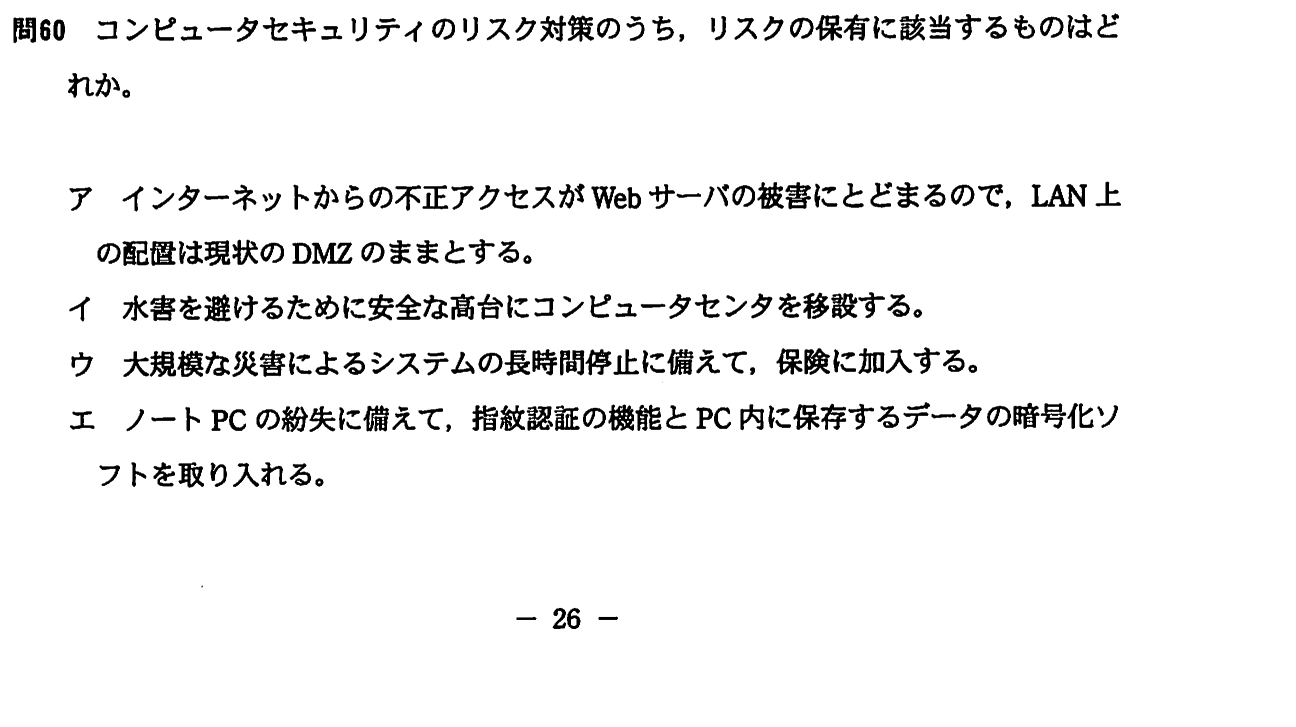 問60　コンピュータセキュリティのリスク対策のうち，リスクの保有に該当するものはど
れか。
ア　インターネットからの不正アクセスが Web サーバの被害にとどまるので，LAN 上
の配置は現状の DMZ のままとする。
イ　水害を避けるために安全な高台にコンピュータセンタを移設する。
ウ　大規模な災害によるシステムの長時間停止に備えて，保険に加入する。
エ　ノート PC の紛失に備えて，指紋認証の機能と PC 内に保存するデータの暗号化ソ
フトを取り入れる。
－ 26 －